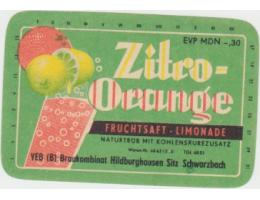 EVP MDN -,30
Zitro-
Orange
FRUCHTSAFT - LIMONADE
NATURTRÜB MIT KOHLENSÄUREZUSATZ
VEB (B) Braukombinat Hildburghausen Sitz Schwarzbach